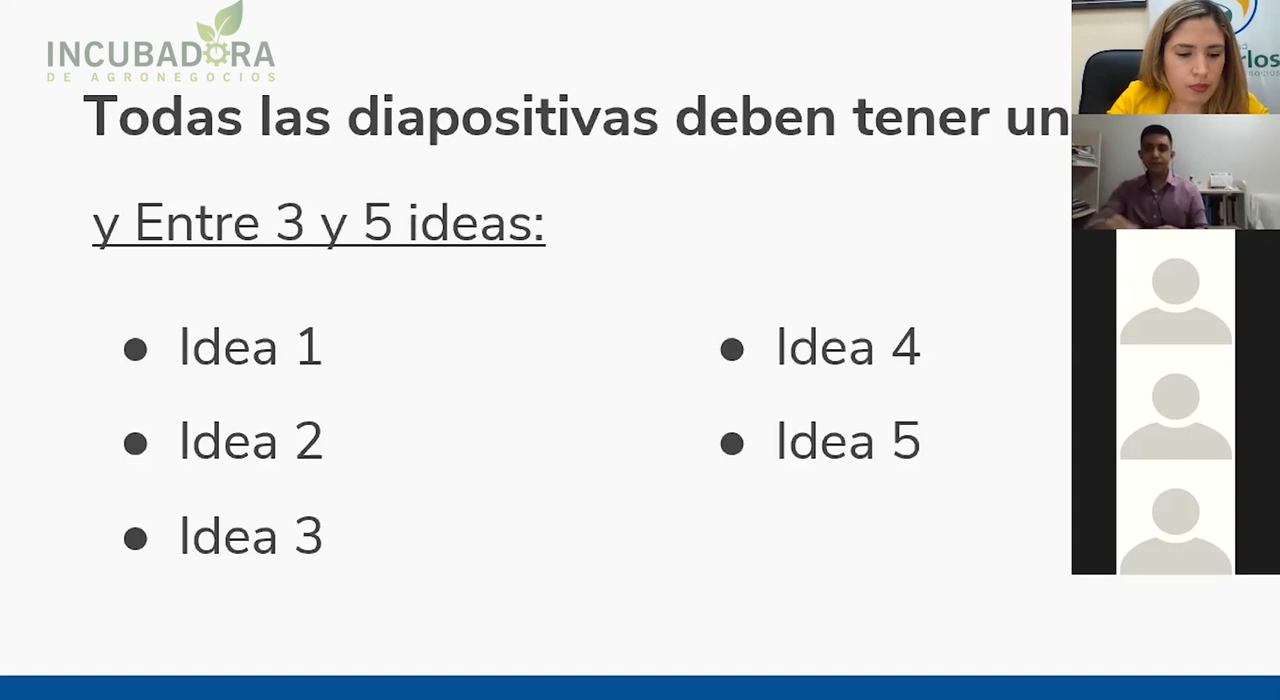 INCUBADORA
DE AGRONEGOCIOS
Todas las diapositivas deben tener un
y Entre 3 y 5 ideas:
● Idea 1
● Idea 2
● Idea 3
● Idea 4
● Idea 5
rlos